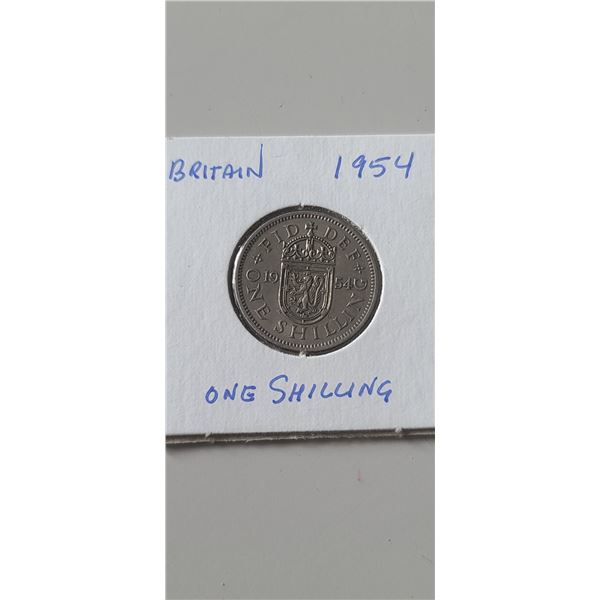 BRITAIN 1954
+ FID + DEF +
19 54
ONE SHILLING
ONE SHILLING